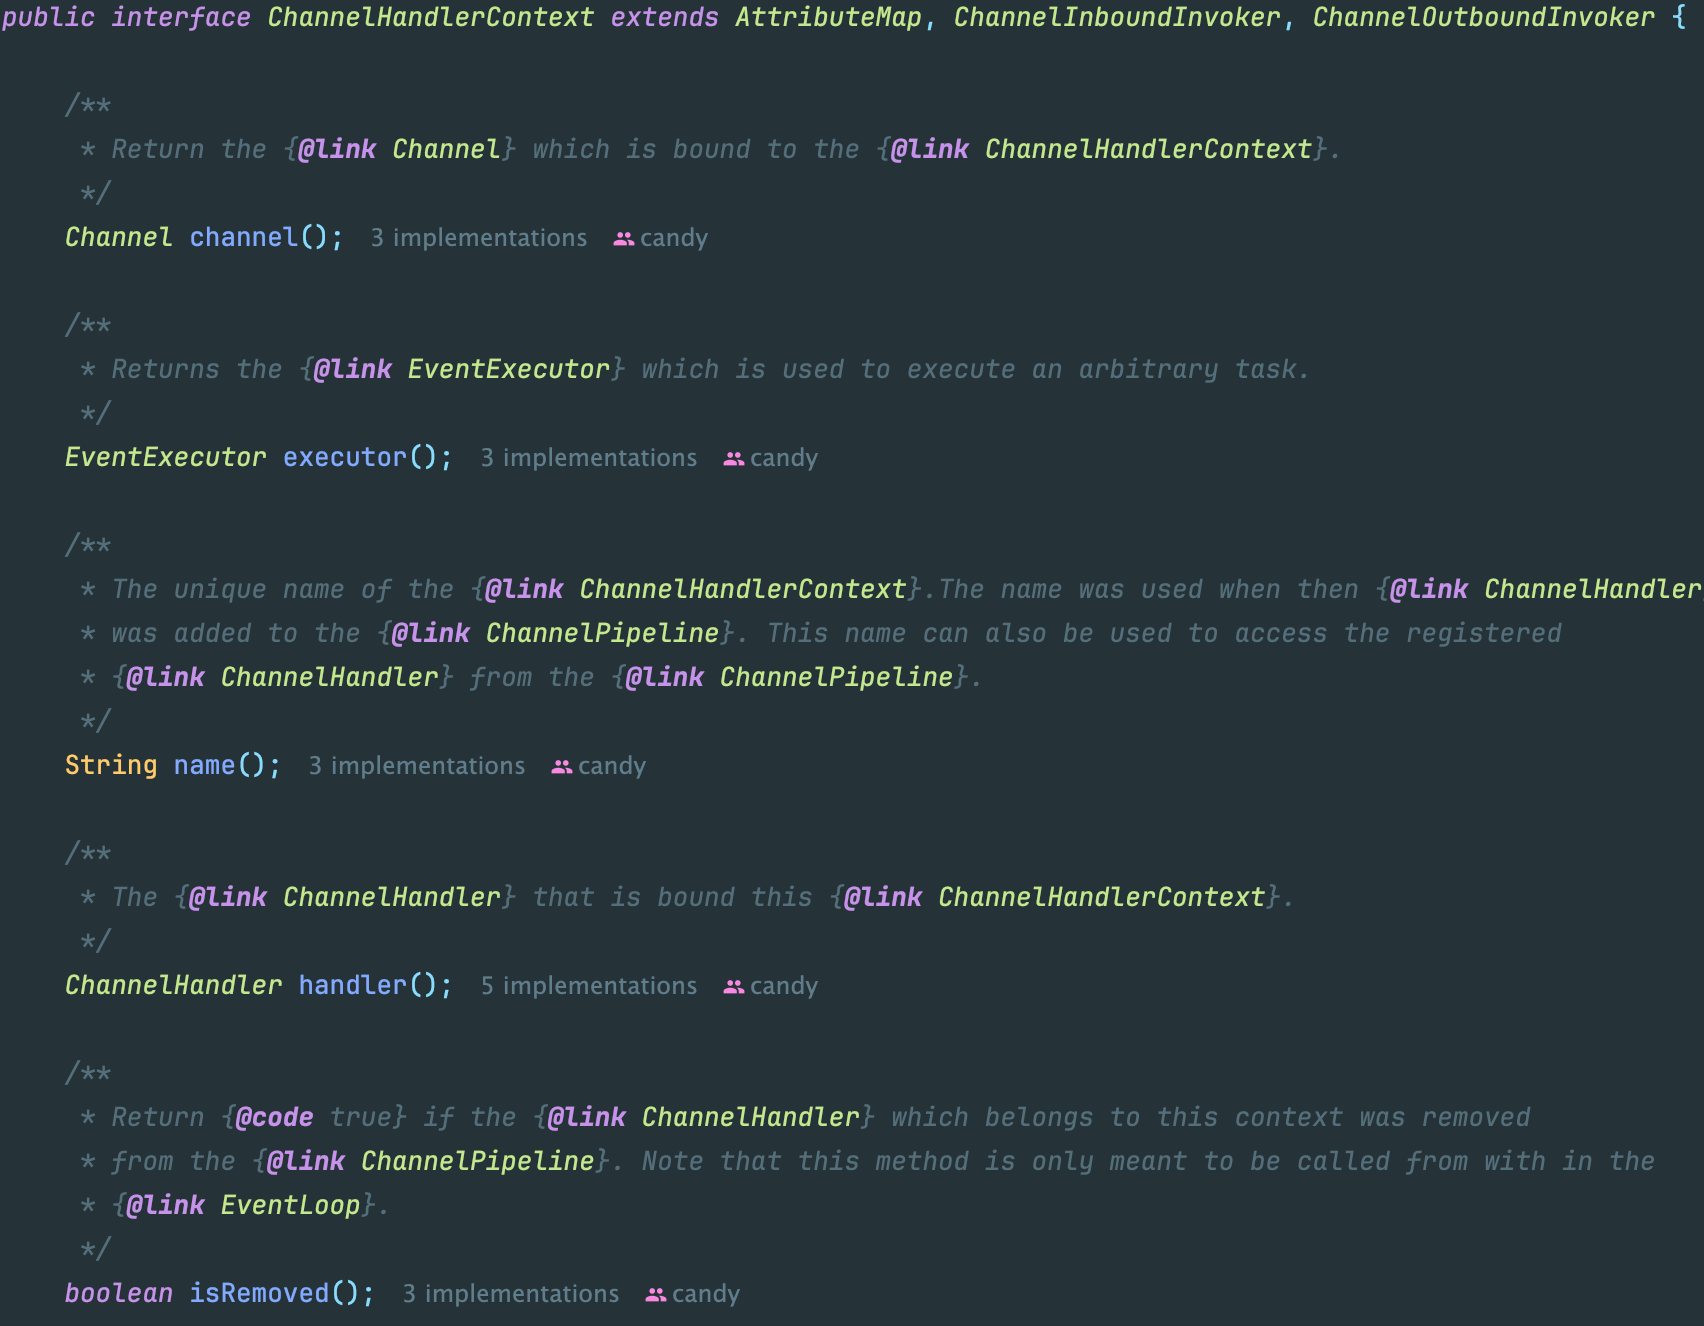 public interface ChannelHandlerContext extends AttributeMap, ChannelInboundInvoker, ChannelOutboundInvoker {
/**
* Return the {@link Channel} which is bound to the {@link ChannelHandlerContext}.
*/
Channel channel(); 3 implementations candy
/**
* Returns the {@link EventExecutor} which is used to execute an arbitrary task.
*/
EventExecutor executor(); 3 implementations candy
/**
* The unique name of the {@link ChannelHandlerContext}.The name was used when then {@link ChannelHandler
* was added to the {@link ChannelPipeline}. This name can also be used to access the registered
* {@link ChannelHandler} from the {@link ChannelPipeline}.
*/
String name(); 3 implementations candy
/**
* The {@link ChannelHandler} that is bound this {@link ChannelHandlerContext}.
*/
ChannelHandler handler(); 5 implementations candy
/**
* Return {@code true} if the {@link ChannelHandler} which belongs to this context was removed
* from the {@link ChannelPipeline}. Note that this method is only meant to be called from with in the
* {@link EventLoop}.
*/
boolean isRemoved(); 3 implementations candy